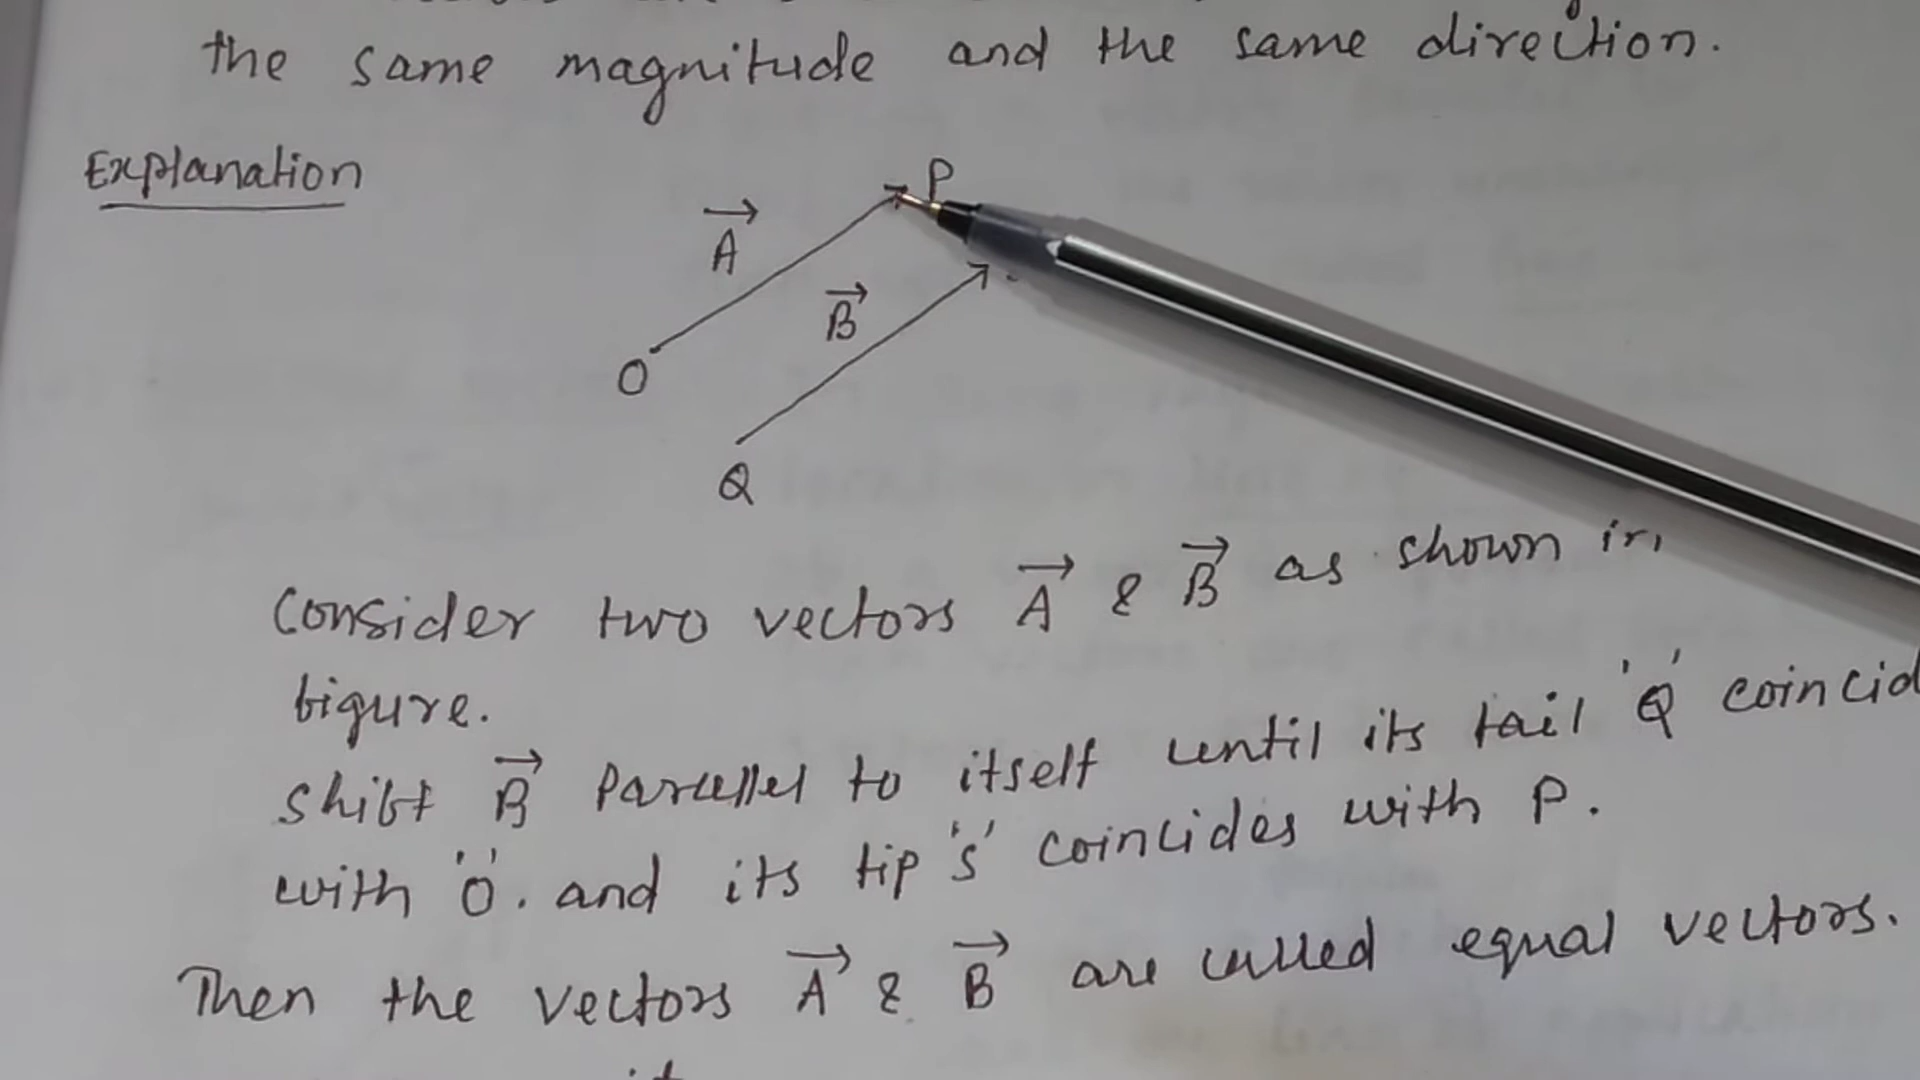 the same magnitude and the same direction.
Explanation
P
A
B
O
Q
Consider two vectors A & B as shown in
figure.
shift B Parallel to itself until its tail 'Q' coincid
with 'O'. and its tip 'S' coincides with P.
Then the vectors A & B are called equal vectors.